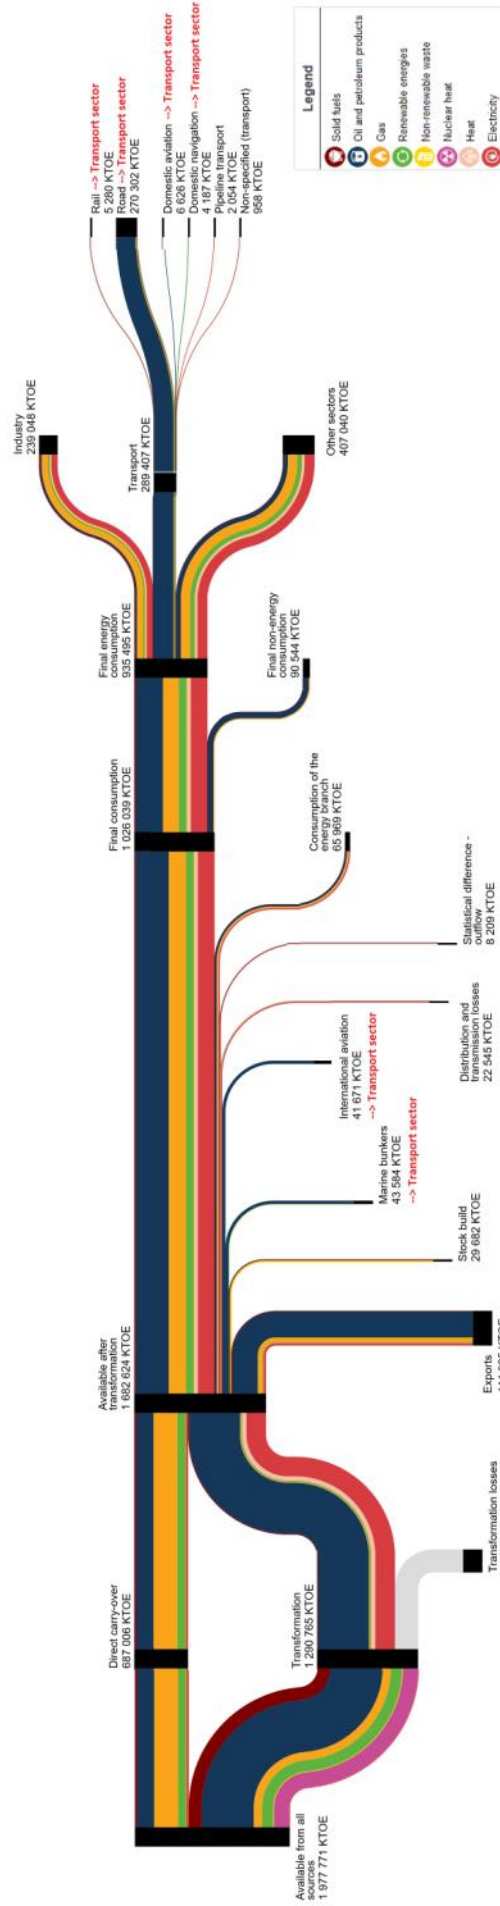 Available from all
sources
1 977 771 KTOE
Direct carry-over
687 006 KTOE
Transformation
1 290 765 KTOE
Transformation losses
Available after
transformation
1 682 624 KTOE
Exports
KTOE
Stock build
29 682 KTOE
Marine bunkers
43 584 KTOE
--> Transport sector
International aviation
41 671 KTOE
--> Transport sector
Distribution and
transmission losses
22 545 KTOE
Statistical difference -
outflow
8 209 KTOE
Consumption of the
energy branch
65 969 KTOE
Final consumption
1 026 039 KTOE
Final non-energy
consumption
90 544 KTOE
Final energy
consumption
935 495 KTOE
Industry
239 048 KTOE
Transport
289 407 KTOE
Other sectors
407 040 KTOE
Rail --> Transport sector
5 280 KTOE
Road --> Transport sector
270 302 KTOE
Domestic aviation --> Transport sector
6 626 KTOE
Domestic navigation --> Transport sector
4 187 KTOE
Pipeline transport
2 054 KTOE
Non-specified (transport)
958 KTOE
Legend
Solid fuels
Oil and petroleum products
Gas
Renewable energies
Non-renewable waste
Nuclear heat
Heat
Electricity